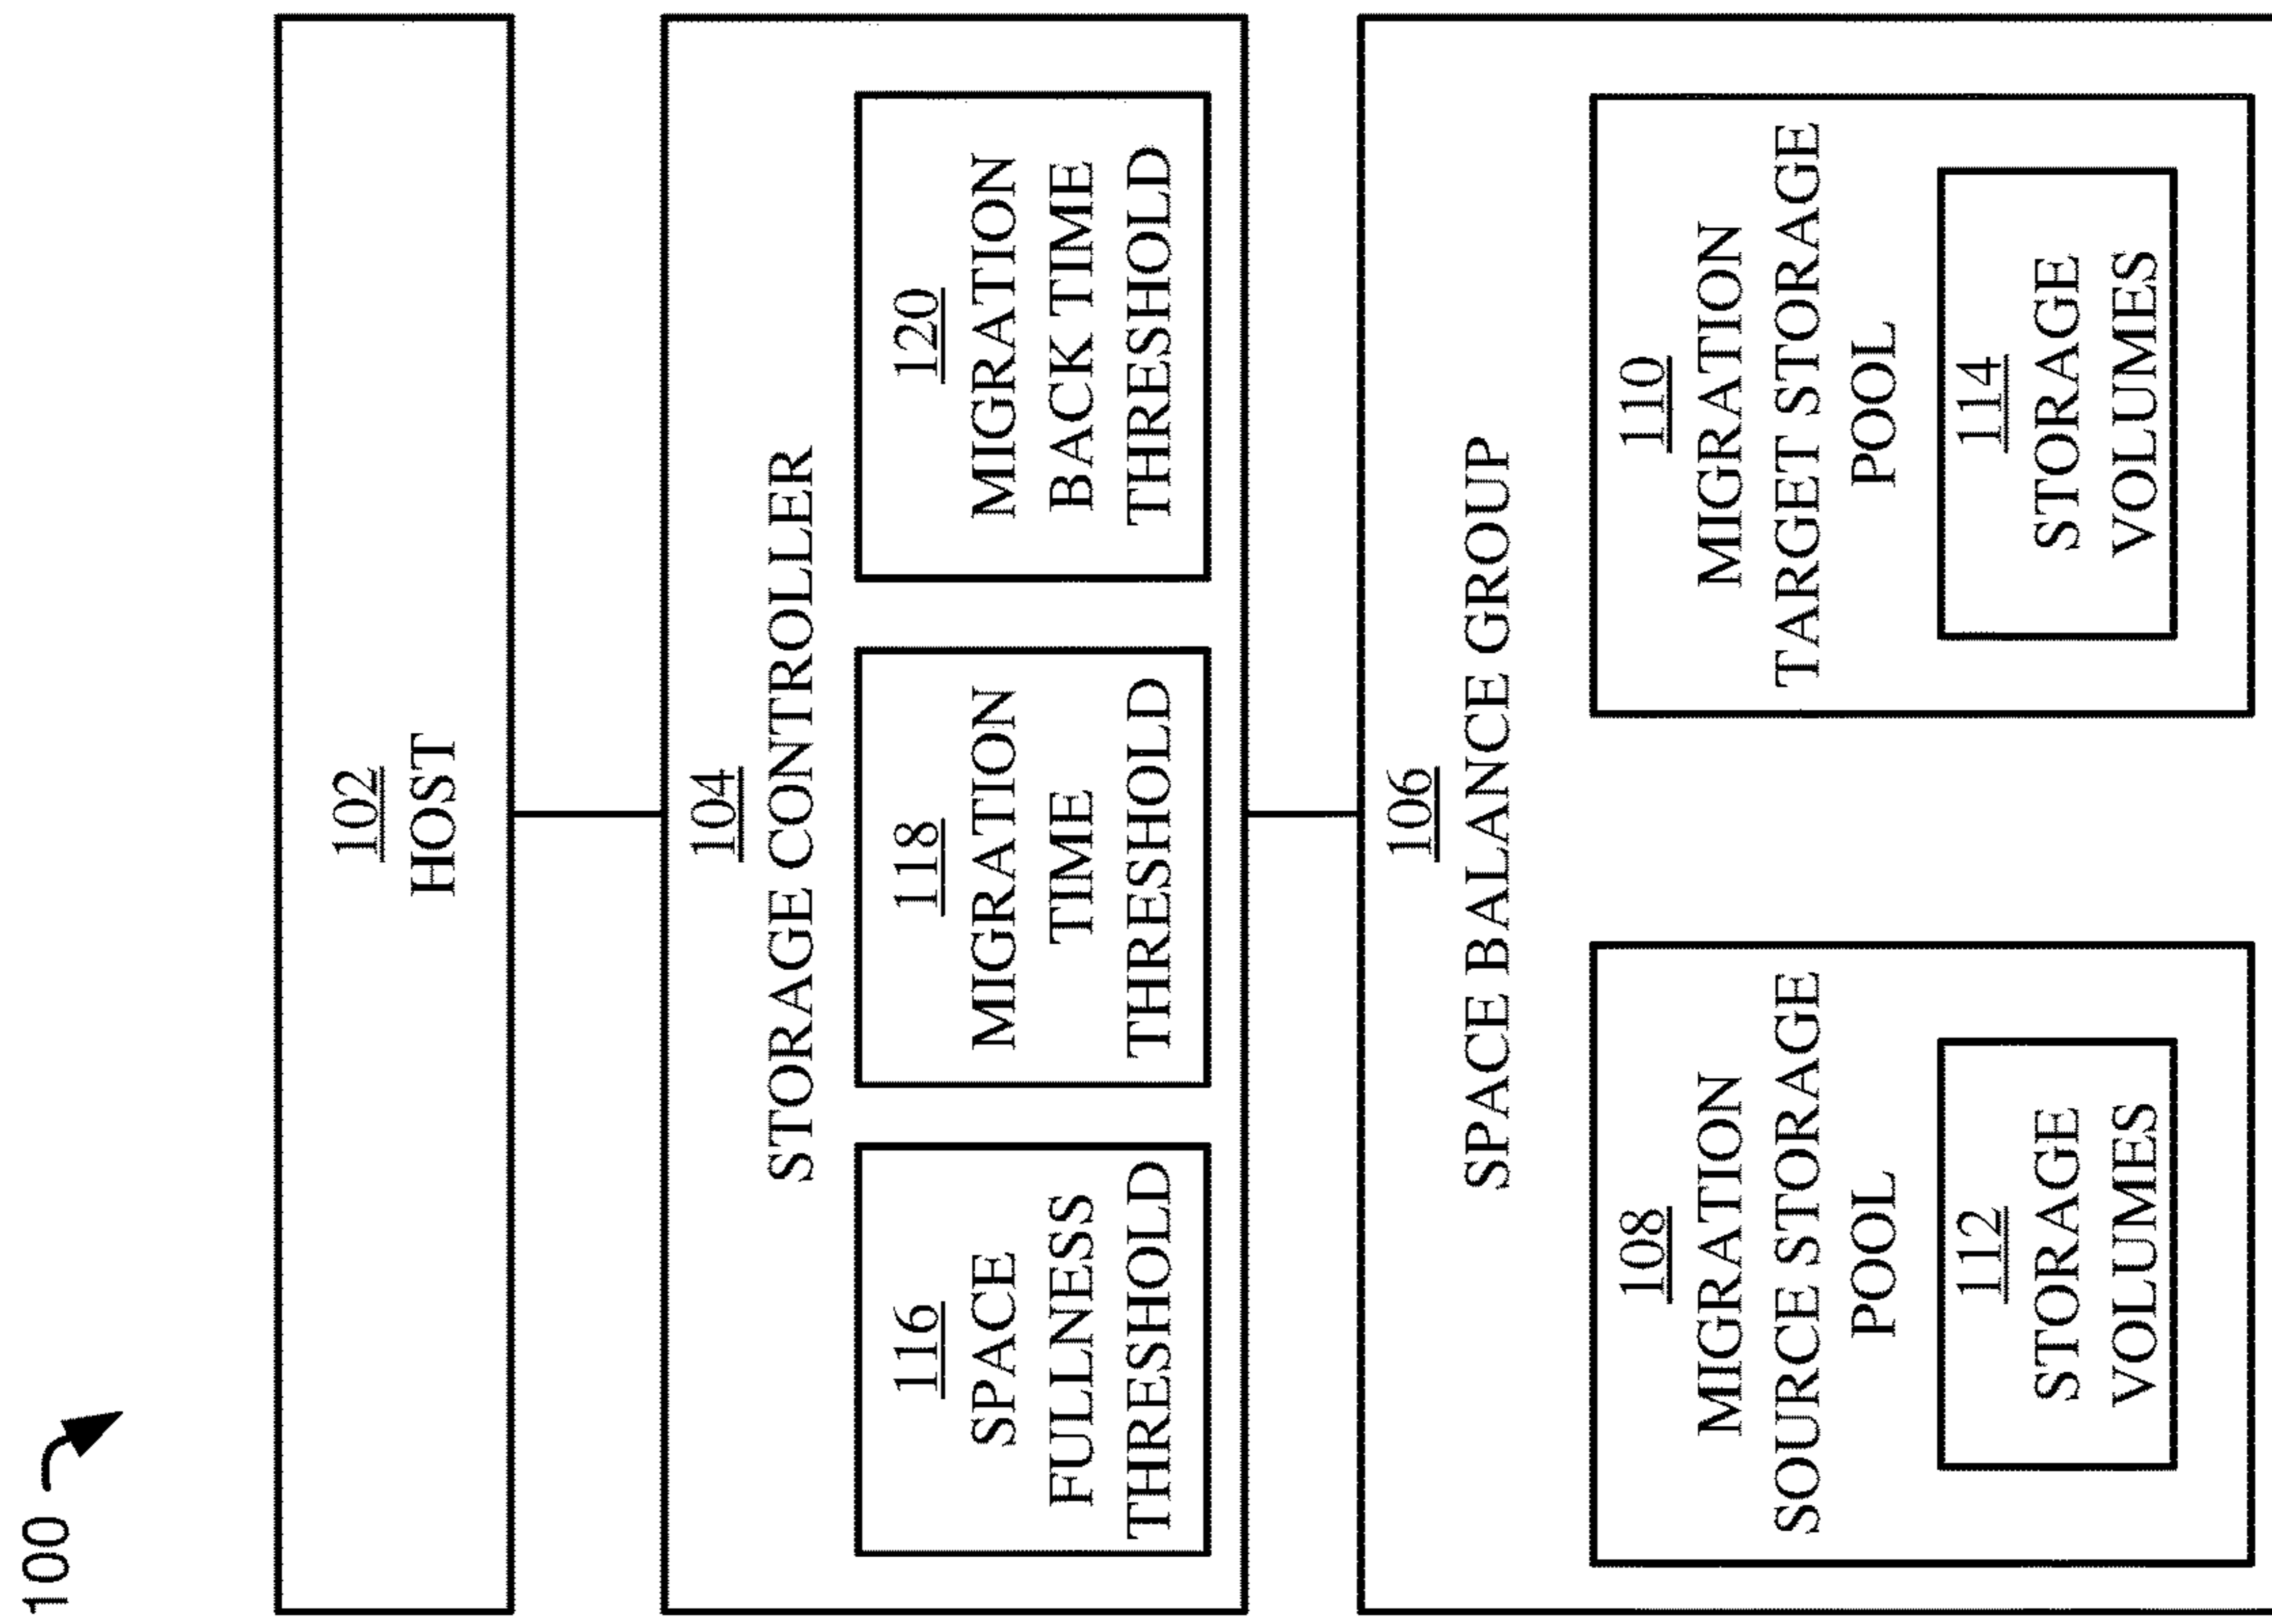 100
102
HOST
104
STORAGE CONTROLLER
116
SPACE
FULLNESS
THRESHOLD
118
MIGRATION
TIME
THRESHOLD
120
MIGRATION
BACK TIME
THRESHOLD
106
SPACE BALANCE GROUP
108
MIGRATION
SOURCE STORAGE
POOL
112
STORAGE
VOLUMES
110
MIGRATION
TARGET STORAGE
POOL
114
STORAGE
VOLUMES